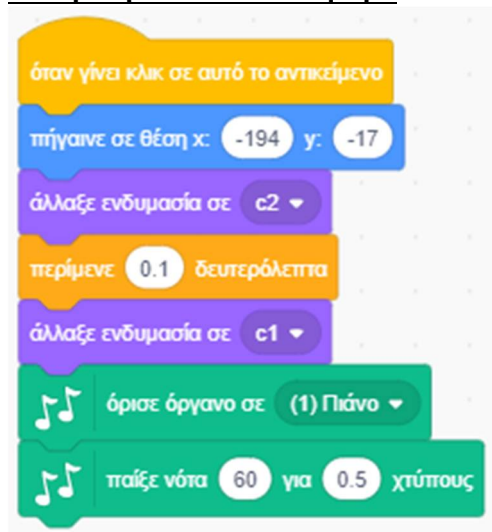 όταν γίνει κλικ σε αυτό το αντικείμενο
πήγαινε σε θέση x: -194 y: -17
άλλαξε ενδυμασία σε c2
περίμενε 0.1 δευτερόλεπτα
άλλαξε ενδυμασία σε c1
όρισε όργανο σε (1) Πιάνο
παίξε νότα 60 για 0.5 χτύπους